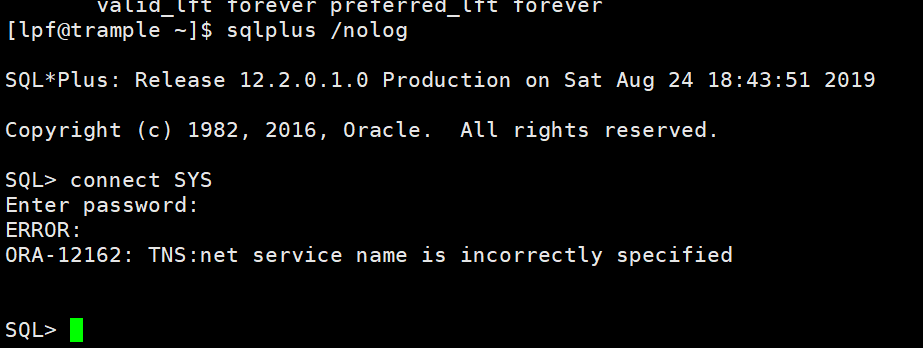 valid_lft forever preferred_lft forever
[lpf@trample ~]$ sqlplus /nolog
SQL*Plus: Release 12.2.0.1.0 Production on Sat Aug 24 18:43:51 2019
Copyright (c) 1982, 2016, Oracle.  All rights reserved.
SQL> connect SYS
Enter password:
ERROR:
ORA-12162: TNS:net service name is incorrectly specified
SQL>